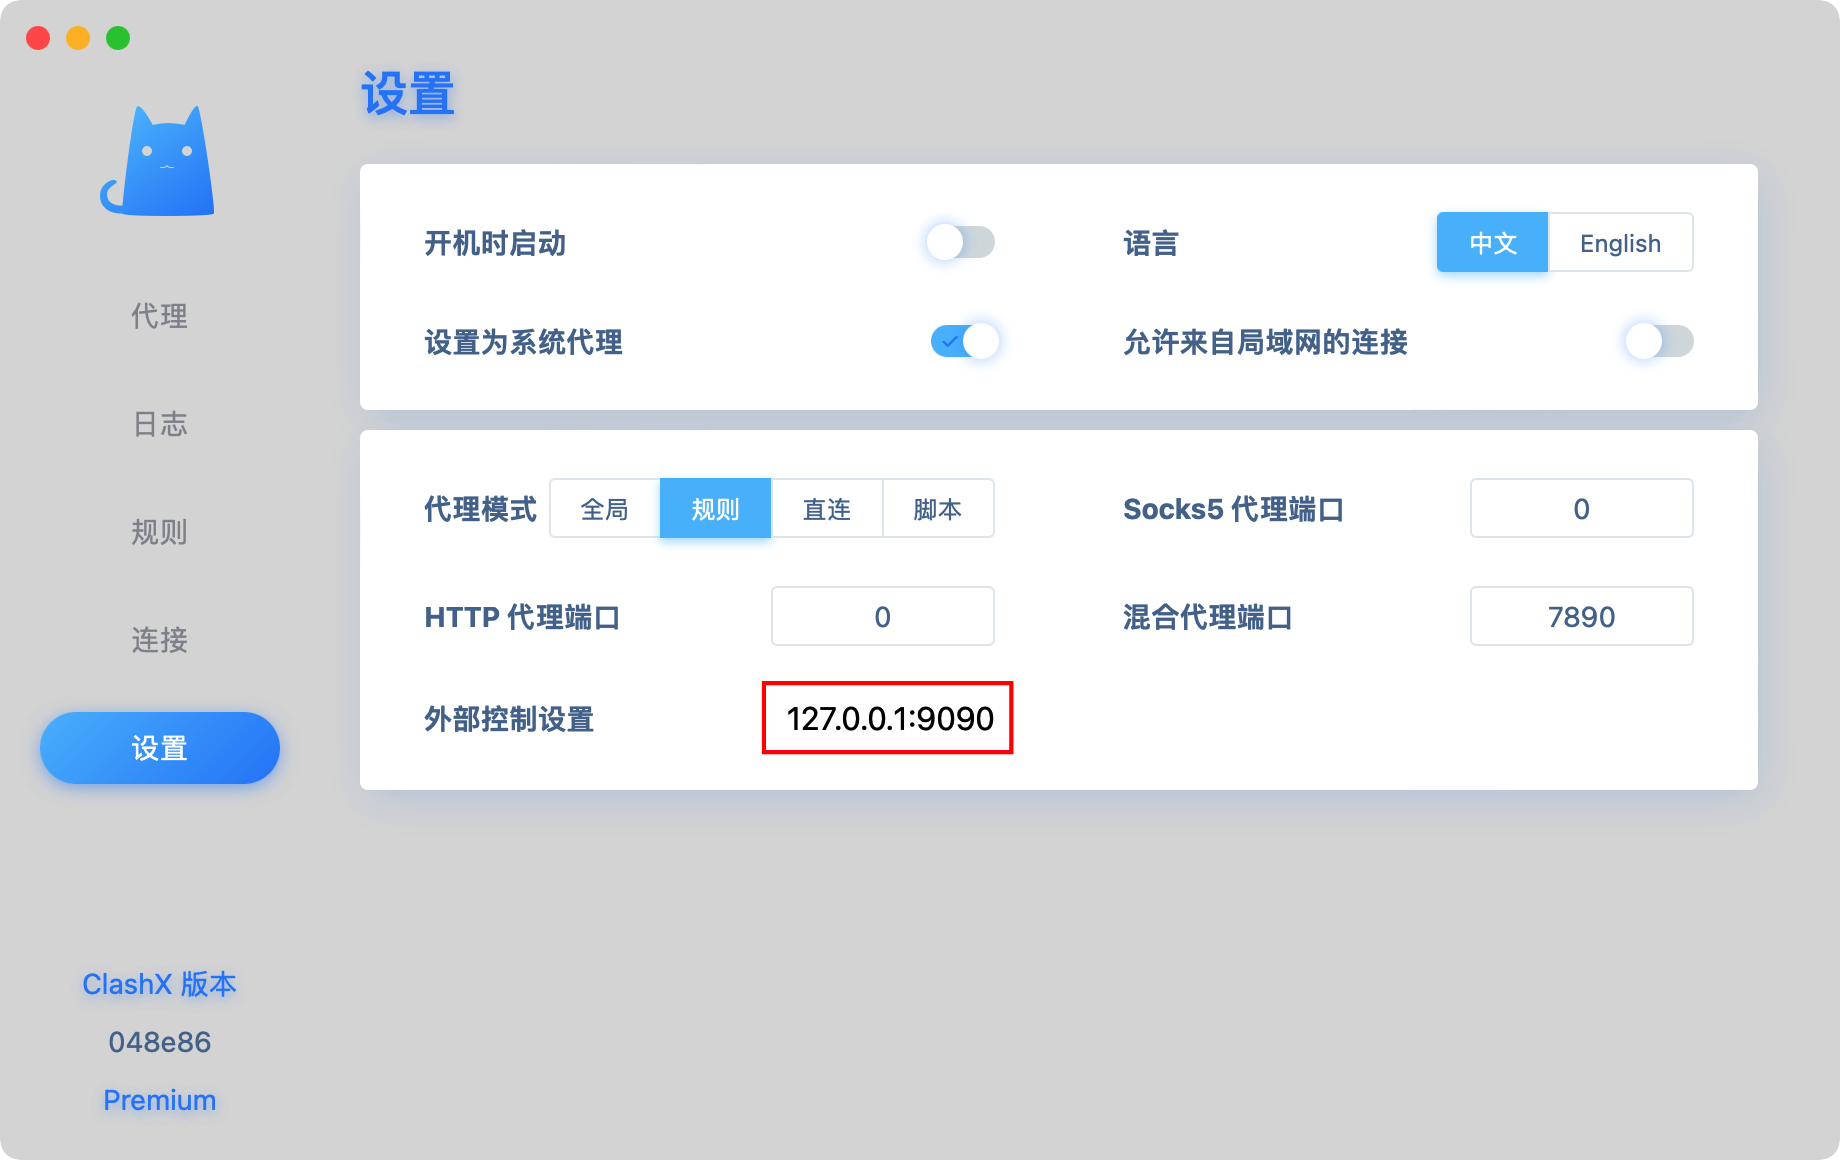 设置
开机时启动
语言
中文
English
设置为系统代理
允许来自局域网的连接
代理模式
全局
规则
直连
脚本
Socks5 代理端口
0
HTTP 代理端口
0
混合代理端口
7890
外部控制设置
127.0.0.1:9090
代理
日志
规则
连接
设置
ClashX 版本
048e86
Premium